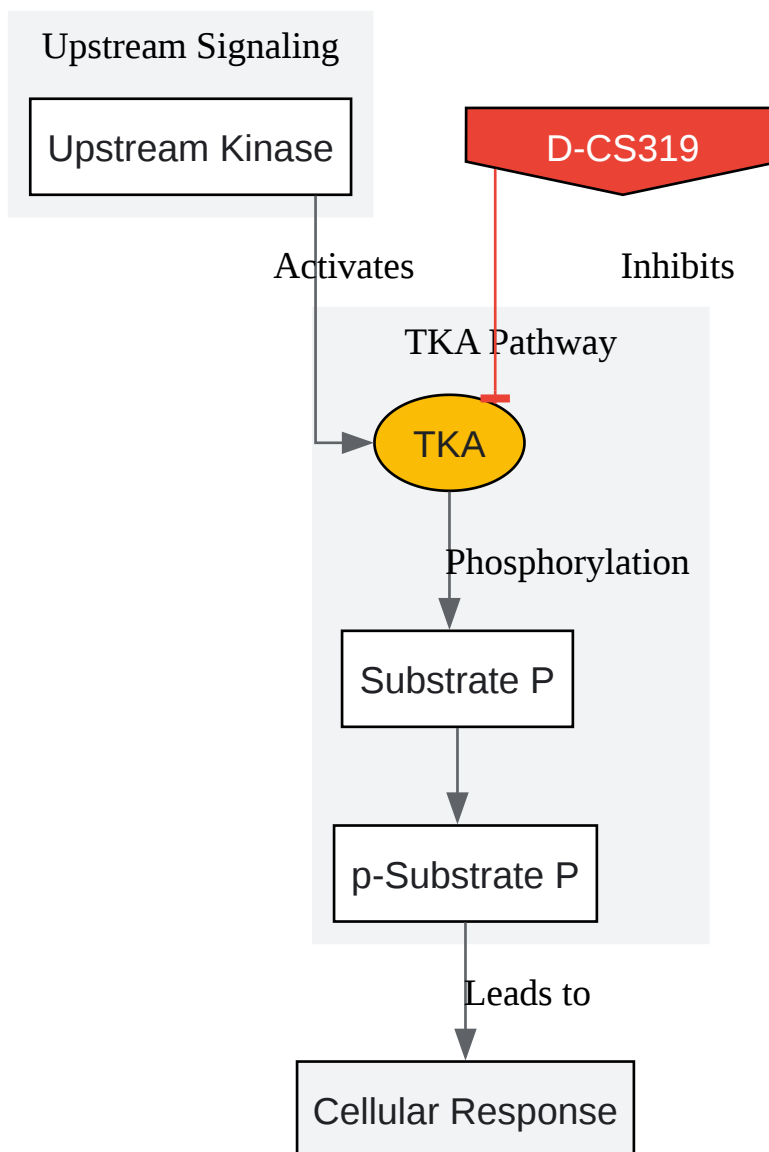 Upstream Signaling
Upstream Kinase
D-CS319
Activates
Inhibits
TKA Pathway
TKA
Phosphorylation
Substrate P
p-Substrate P
Leads to
Cellular Response